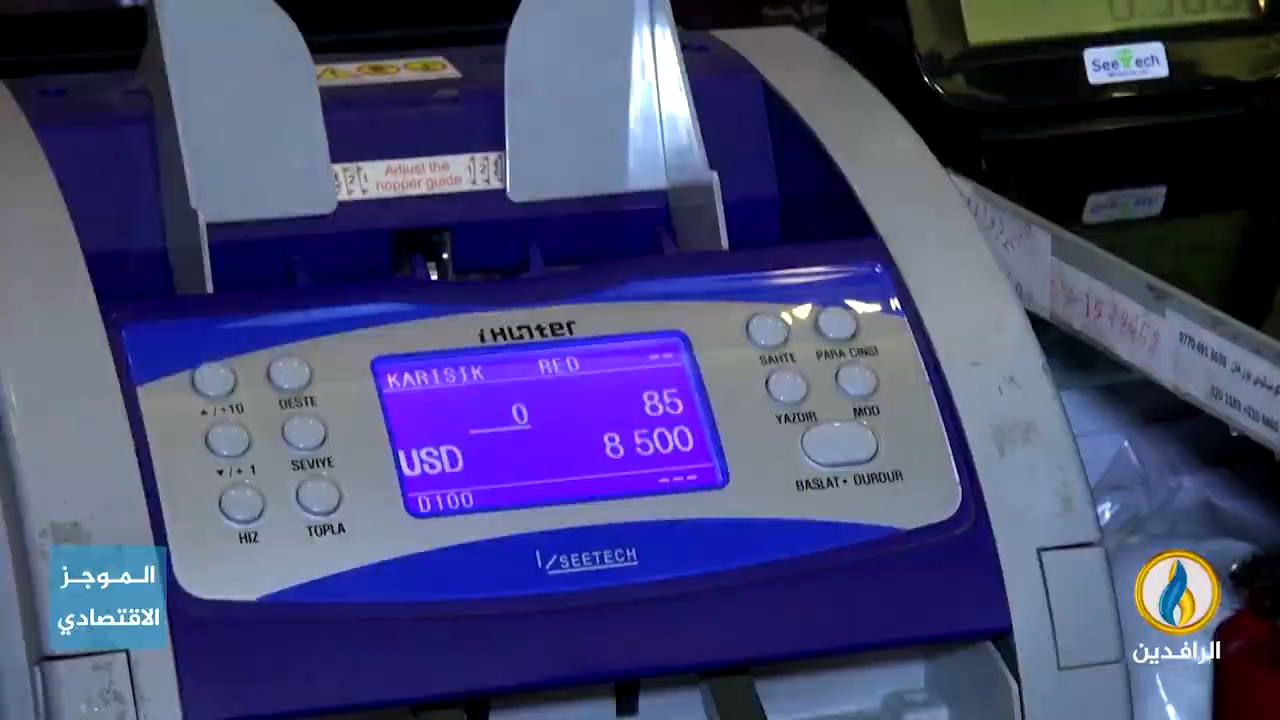 SeeTech
Adjust the
hopper guide
iHUnter
KARISIK RED --
0 85
USD 8 500
D100 ---
▲/+10
DESTE
▼/+1
SEVIYE
HIZ
TOPLA
SAHTE
PARA CINSI
YAZDIR
MOD
BASLAT• DURDUR
SEETECH
الموجز
الاقتصادي
الرافدين